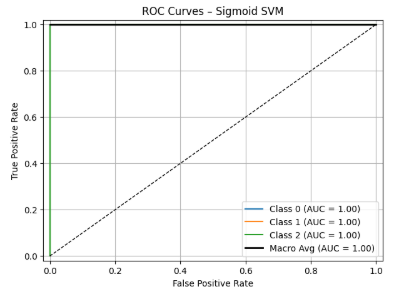 ROC Curves – Sigmoid SVM
True Positive Rate
1.0
0.8
0.6
0.4
0.2
0.0
Class 0 (AUC = 1.00)
Class 1 (AUC = 1.00)
Class 2 (AUC = 1.00)
Macro Avg (AUC = 1.00)
0.0 0.2 0.4 0.6 0.8 1.0
False Positive Rate